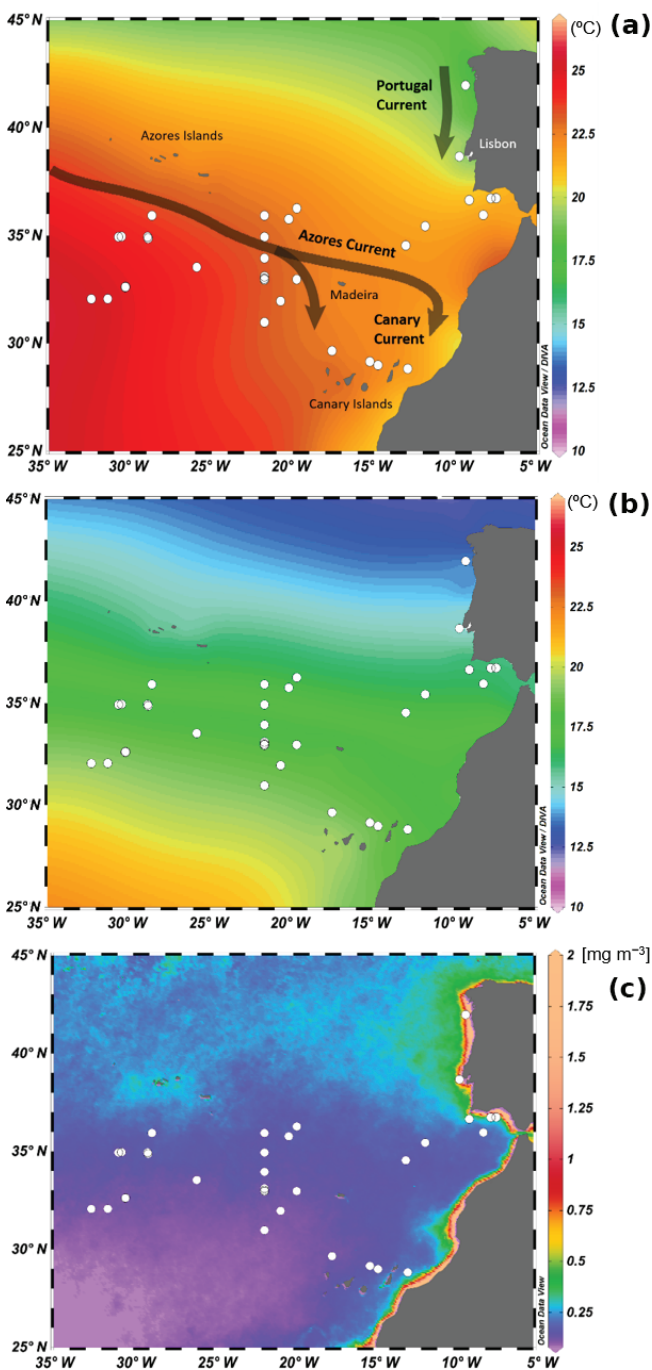 45° N
(ºC)
(a)
25
Portugal
Current
22.5
Azores Islands
Lisbon
40° N
20
35° N
Azores Current
17.5
Madeira
Canary
Current
15
30° N
12.5
Canary Islands
10
25° N
Ocean Data View / DIVA
35° W
30° W
25° W
20° W
15° W
10° W
5° W
45° N
(ºC)
(b)
25
22.5
40° N
20
35° N
17.5
15
30° N
12.5
10
25° N
Ocean Data View / DIVA
35° W
30° W
25° W
20° W
15° W
10° W
5° W
45° N
2
[mg m⁻³]
(c)
1.75
1.5
40° N
1.25
35° N
1
0.75
30° N
0.5
0.25
25° N
Ocean Data View
35° W
30° W
25° W
20° W
15° W
10° W
5° W